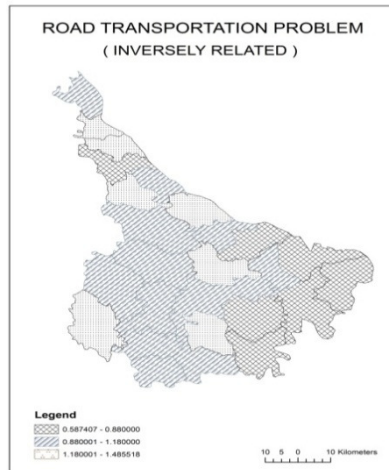 ROAD TRANSPORTATION PROBLEM
( INVERSELY RELATED )
Legend
0.587407 - 0.880000
0.880001 - 1.180000
1.180001 - 1.485518
10 5 0 10 Kilometers